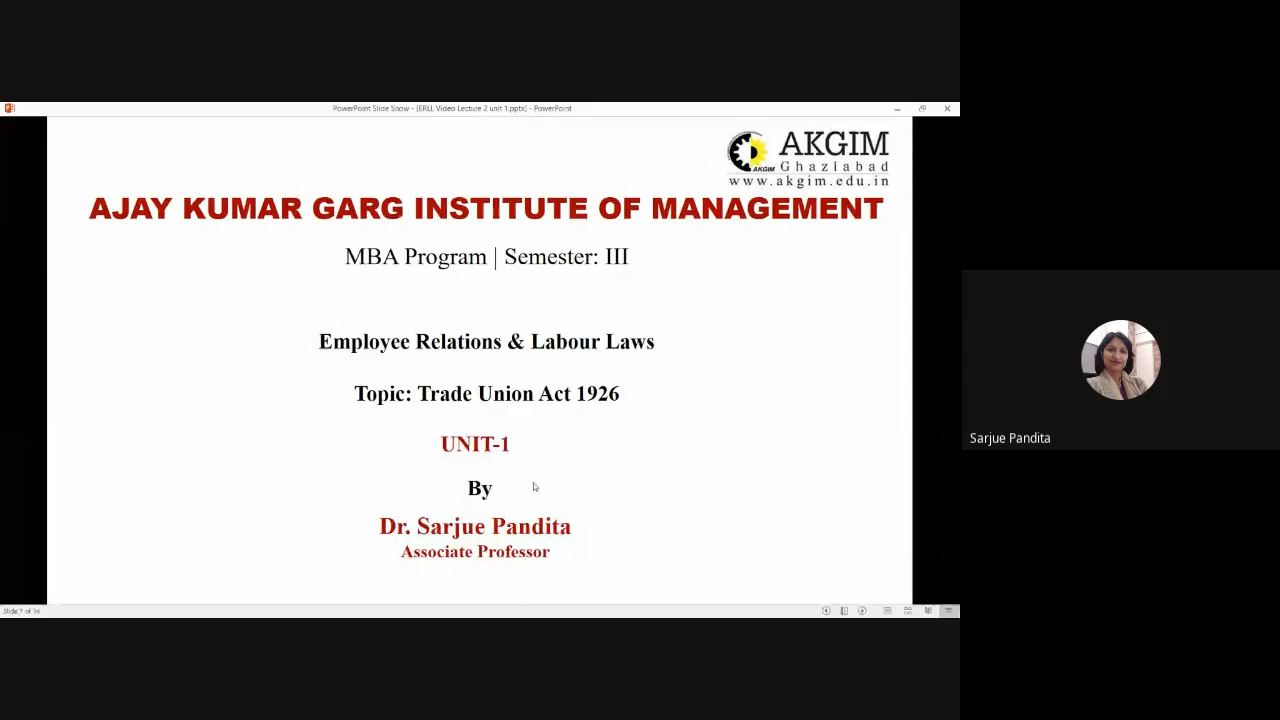 PowerPoint Slide Show - [ERLL Video Lecture 2 unit 1.pptx] - PowerPoint
AKGIM
Ghaziabad
AKGIM
www.akgim.edu.in
AJAY KUMAR GARG INSTITUTE OF MANAGEMENT
MBA Program | Semester: III
Employee Relations & Labour Laws
Topic: Trade Union Act 1926
UNIT-1
By
Dr. Sarjue Pandita
Associate Professor
Sarjue Pandita